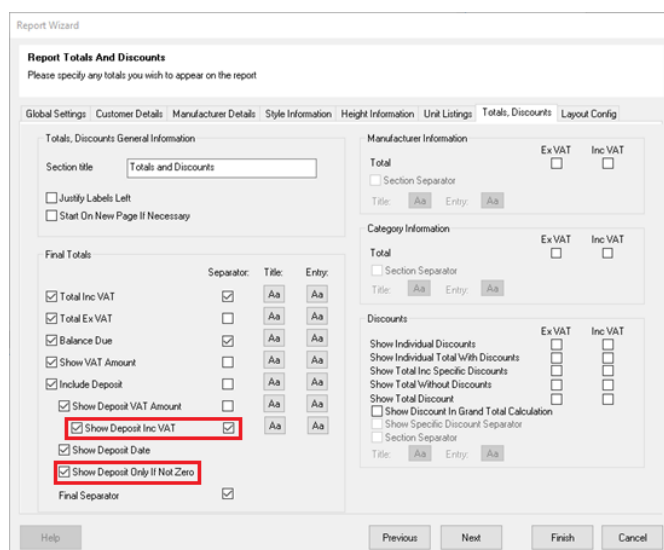 Report Wizard
Report Totals And Discounts
Please specify any totals you wish to appear on the report
Global Settings Customer Details Manufacturer Details Style Information Height Information Unit Listings Totals, Discounts Layout Config
Totals, Discounts General Information
Section title Totals and Discounts
Justify Labels Left
Start On New Page If Necessary
Final Totals
Separator: Title: Entry:
Total Inc VAT Aa Aa
Total Ex VAT Aa Aa
Balance Due Aa Aa
Show VAT Amount Aa Aa
Include Deposit Aa Aa
Show Deposit VAT Amount Aa Aa
Show Deposit Inc VAT Aa Aa
Show Deposit Date
Show Deposit Only If Not Zero
Final Separator
Manufacturer Information
Ex VAT Inc VAT
Total
Section Separator
Title: Aa Entry: Aa
Category Information
Ex VAT Inc VAT
Total
Section Separator
Title: Aa Entry: Aa
Discounts
Ex VAT Inc VAT
Show Individual Discounts
Show Individual Total With Discounts
Show Total Inc Specific Discounts
Show Total Without Discounts
Show Total Discount
Show Discount In Grand Total Calculation
Show Specific Discount Separator
Section Separator
Title: Aa Entry: Aa
Help Previous Next Finish Cancel